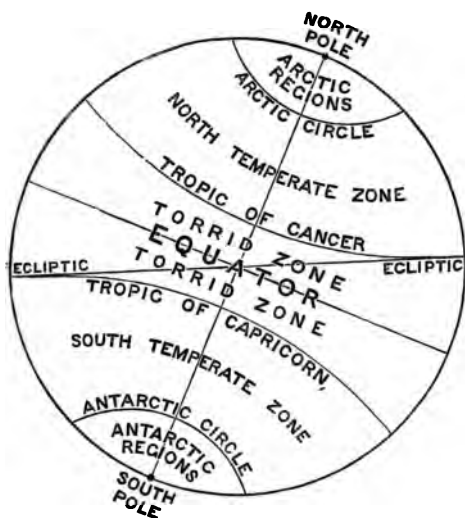 NORTH
POLE
ARCTIC
REGIONS
ARCTIC CIRCLE
NORTH TEMPERATE ZONE
TROPIC OF CANCER
TORRID ZONE
EQUATOR
ECLIPTIC
ECLIPTIC
TORRID ZONE
TROPIC OF CAPRICORN,
SOUTH TEMPERATE ZONE
ANTARCTIC CIRCLE
ANTARCTIC
REGIONS
SOUTH
POLE